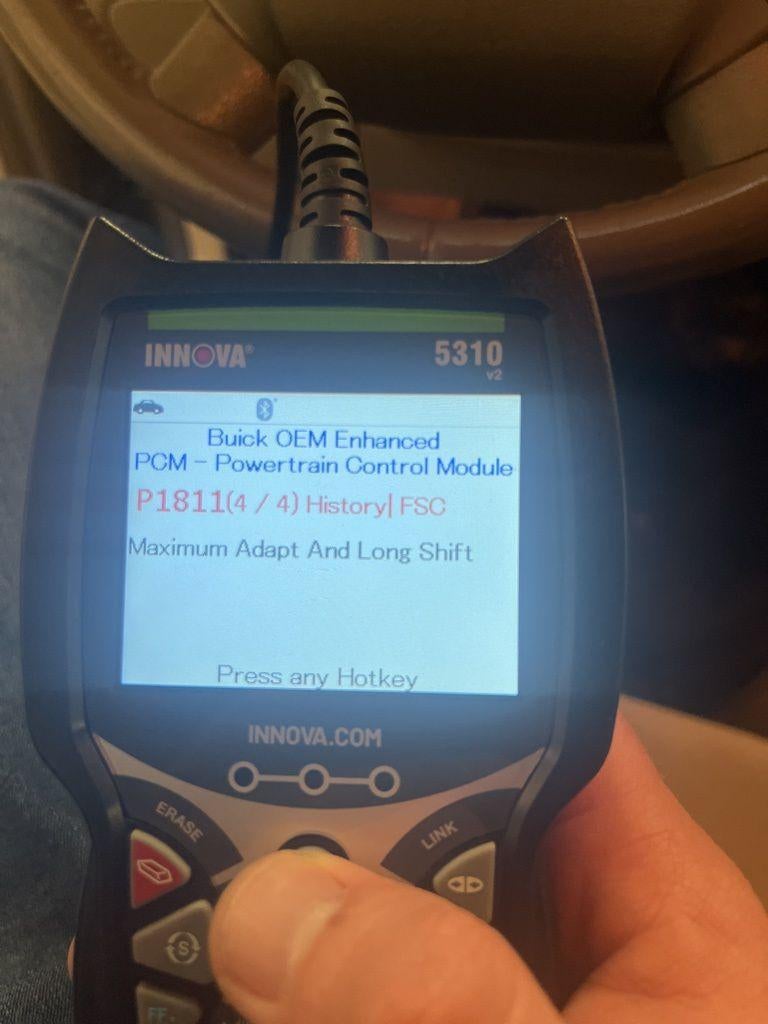 INNOVA®
5310
v2
Buick OEM Enhanced
PCM - Powertrain Control Module
P1811(4 / 4) History| FSC
Maximum Adapt And Long Shift
Press any Hotkey
INNOVA.COM
ERASE
LINK
S
FF